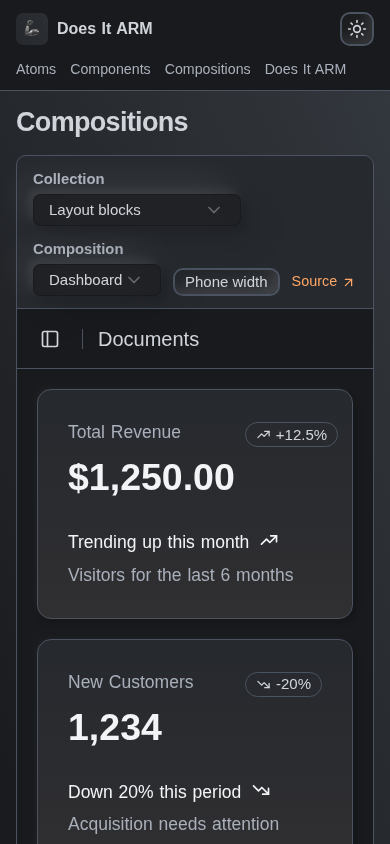 Does It ARM
Atoms Components Compositions Does It ARM
Compositions
Collection
Layout blocks
Composition
Dashboard Phone width Source
Documents
Total Revenue +12.5%
$1,250.00
Trending up this month
Visitors for the last 6 months
New Customers -20%
1,234
Down 20% this period
Acquisition needs attention